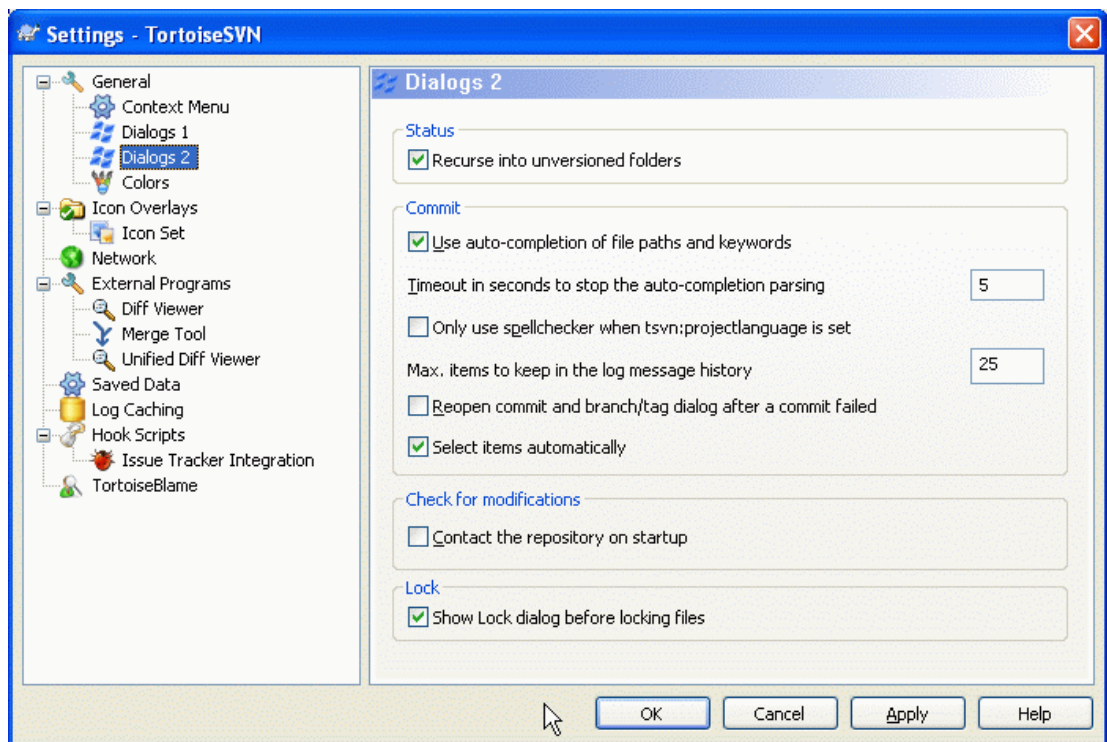 Settings - TortoiseSVN
General
Context Menu
Dialogs 1
Dialogs 2
Colors
Icon Overlays
Icon Set
Network
External Programs
Diff Viewer
Merge Tool
Unified Diff Viewer
Saved Data
Log Caching
Hook Scripts
Issue Tracker Integration
TortoiseBlame
Dialogs 2
Status
Recurse into unversioned folders
Commit
Use auto-completion of file paths and keywords
Timeout in seconds to stop the auto-completion parsing 5
Only use spellchecker when tsvn:projectlanguage is set
Max. items to keep in the log message history 25
Reopen commit and branch/tag dialog after a commit failed
Select items automatically
Check for modifications
Contact the repository on startup
Lock
Show Lock dialog before locking files
OK Cancel Apply Help